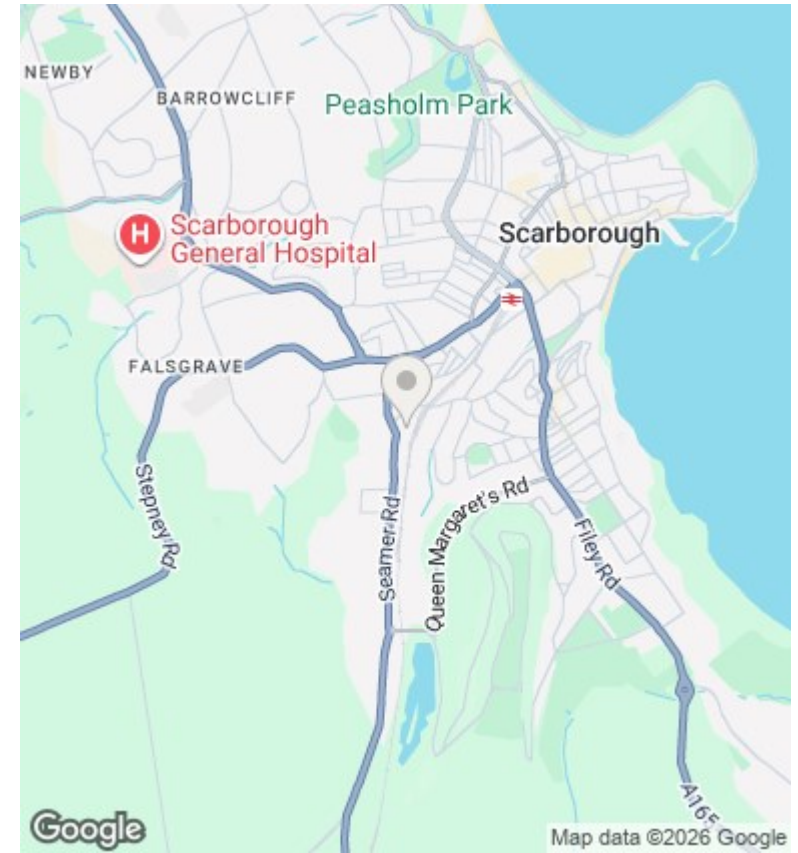 NEWBY
BARROWCLIFF
Peasholm Park
H
Scarborough
General Hospital
Scarborough
FALSGRAVE
Stepney Rd
Seamer Rd
Queen Margaret's Rd
Filey Rd
A165
Google
Map data ©2026 Google